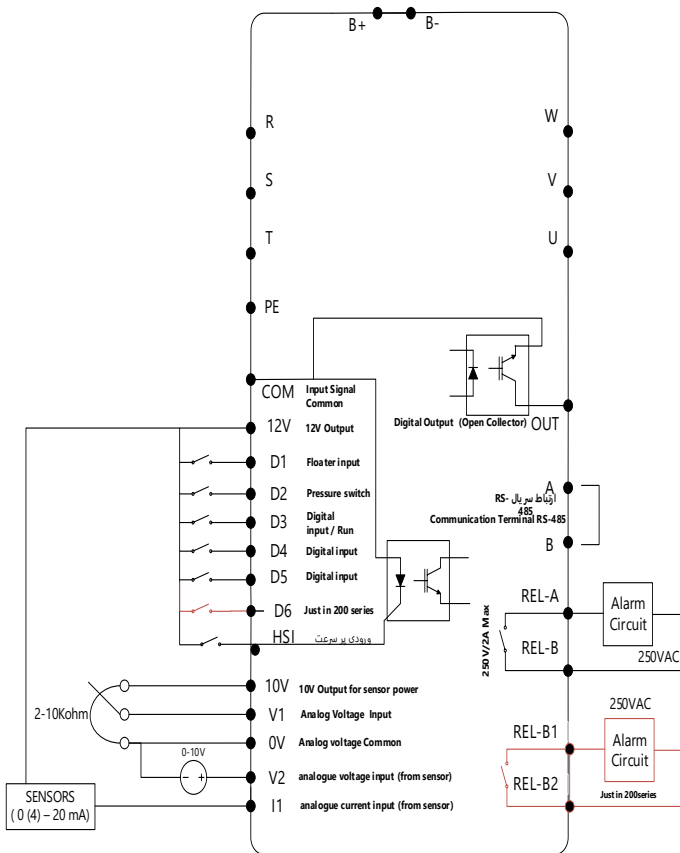 B+
B-
R
W
S
V
T
U
PE
COM Input Signal
Common
Digital Output (Open Collector) OUT
12V 12V Output
D1 Floater input
D2 Pressure switch
D3 Digital
input / Run
D4 Digital input
D5 Digital input
D6 Just in 200 series
HSI ورودی پر سرعت
A
ارتباط سریال RS-
485
Communication Terminal RS-485
B
250V/2A Max
REL-A
REL-B
Alarm
Circuit
250VAC
10V 10V Output for sensor power
V1 Analog Voltage Input
0V Analog voltage Common
V2 analogue voltage input (from sensor)
I1 analogue current input (from sensor)
2-10Kohm
0-10V
- +
SENSORS
( 0 (4) – 20 mA)
250VAC
REL-B1
REL-B2
Alarm
Circuit
Just in 200series